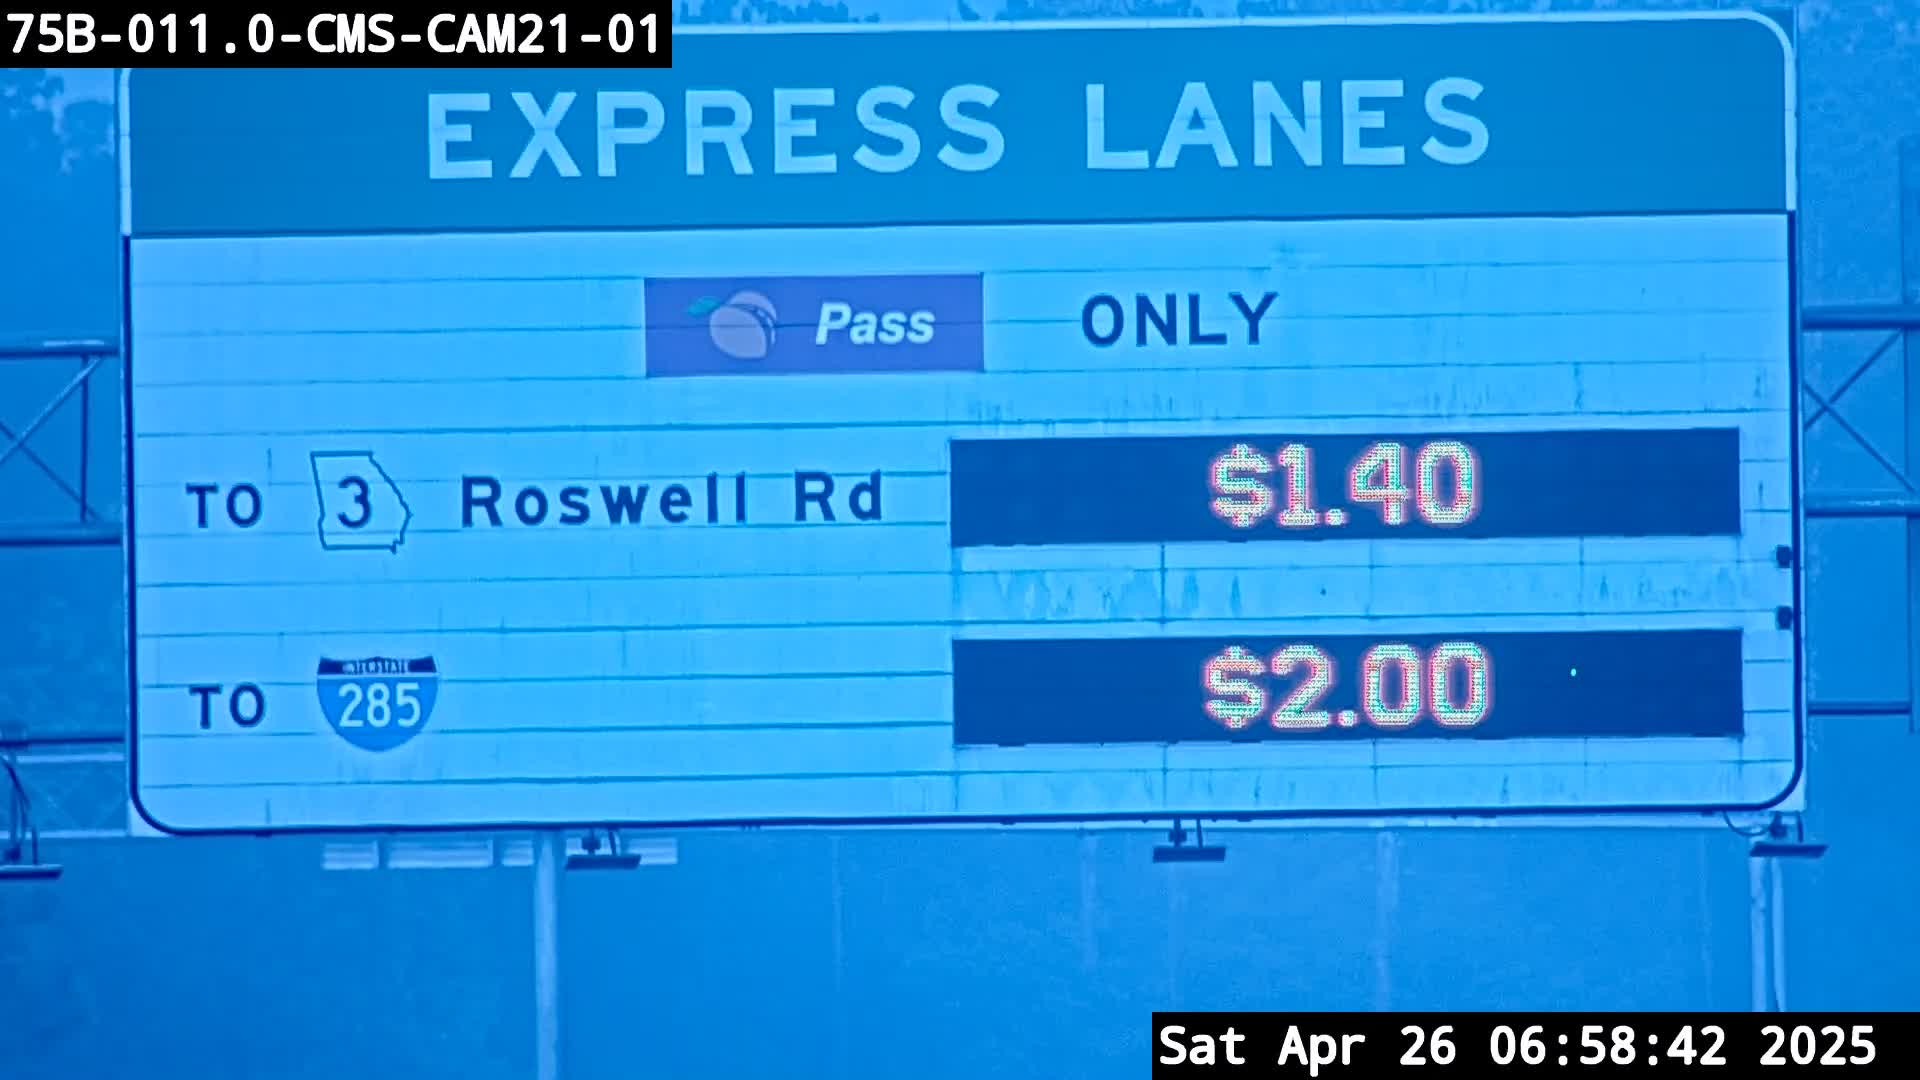 75B-011.0-CMS-CAM21-01
EXPRESS LANES
Pass ONLY
TO 3 Roswell Rd $1.40
INTERSTATE
TO 285 $2.00
Sat Apr 26 06:58:42 2025